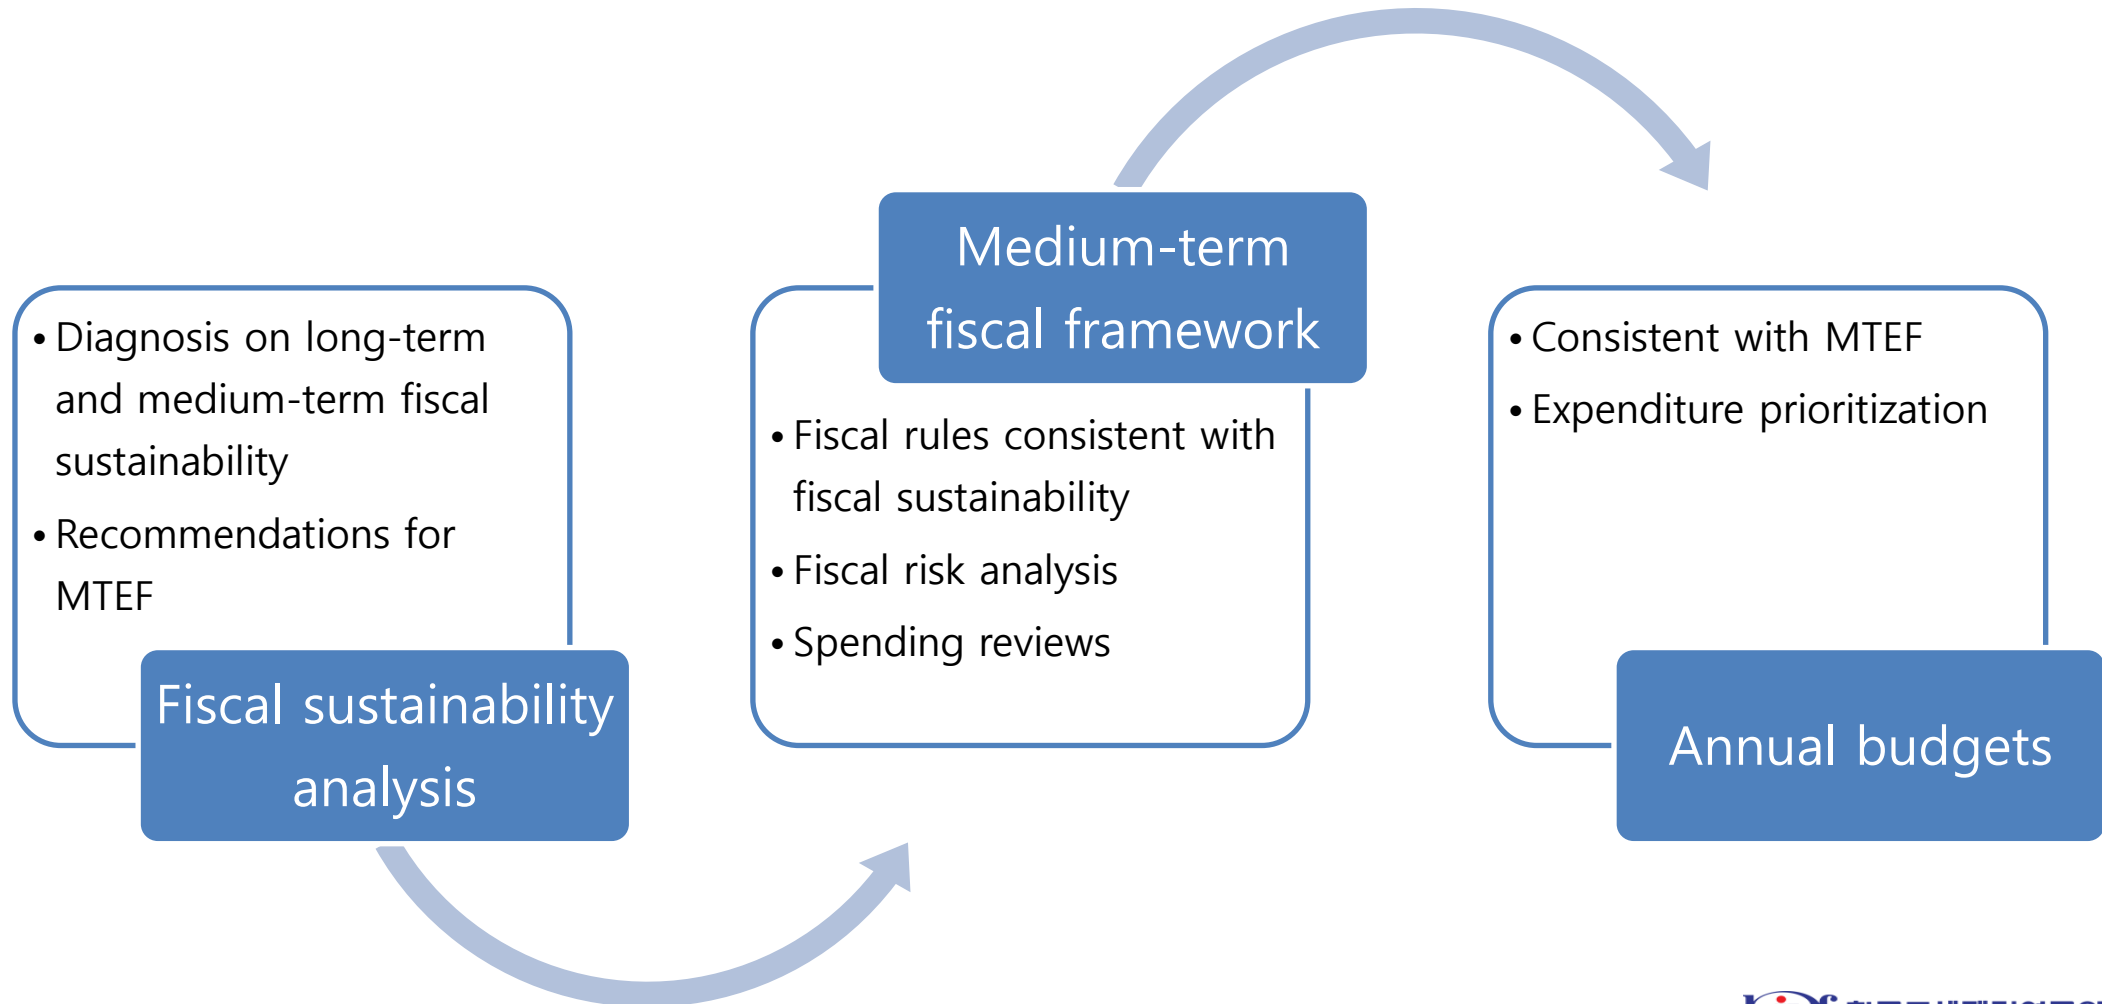 • Diagnosis on long-term
and medium-term fiscal
sustainability
• Recommendations for
MTEF
Fiscal sustainability
analysis
Medium-term
fiscal framework
• Fiscal rules consistent with
fiscal sustainability
• Fiscal risk analysis
• Spending reviews
• Consistent with MTEF
• Expenditure prioritization
Annual budgets